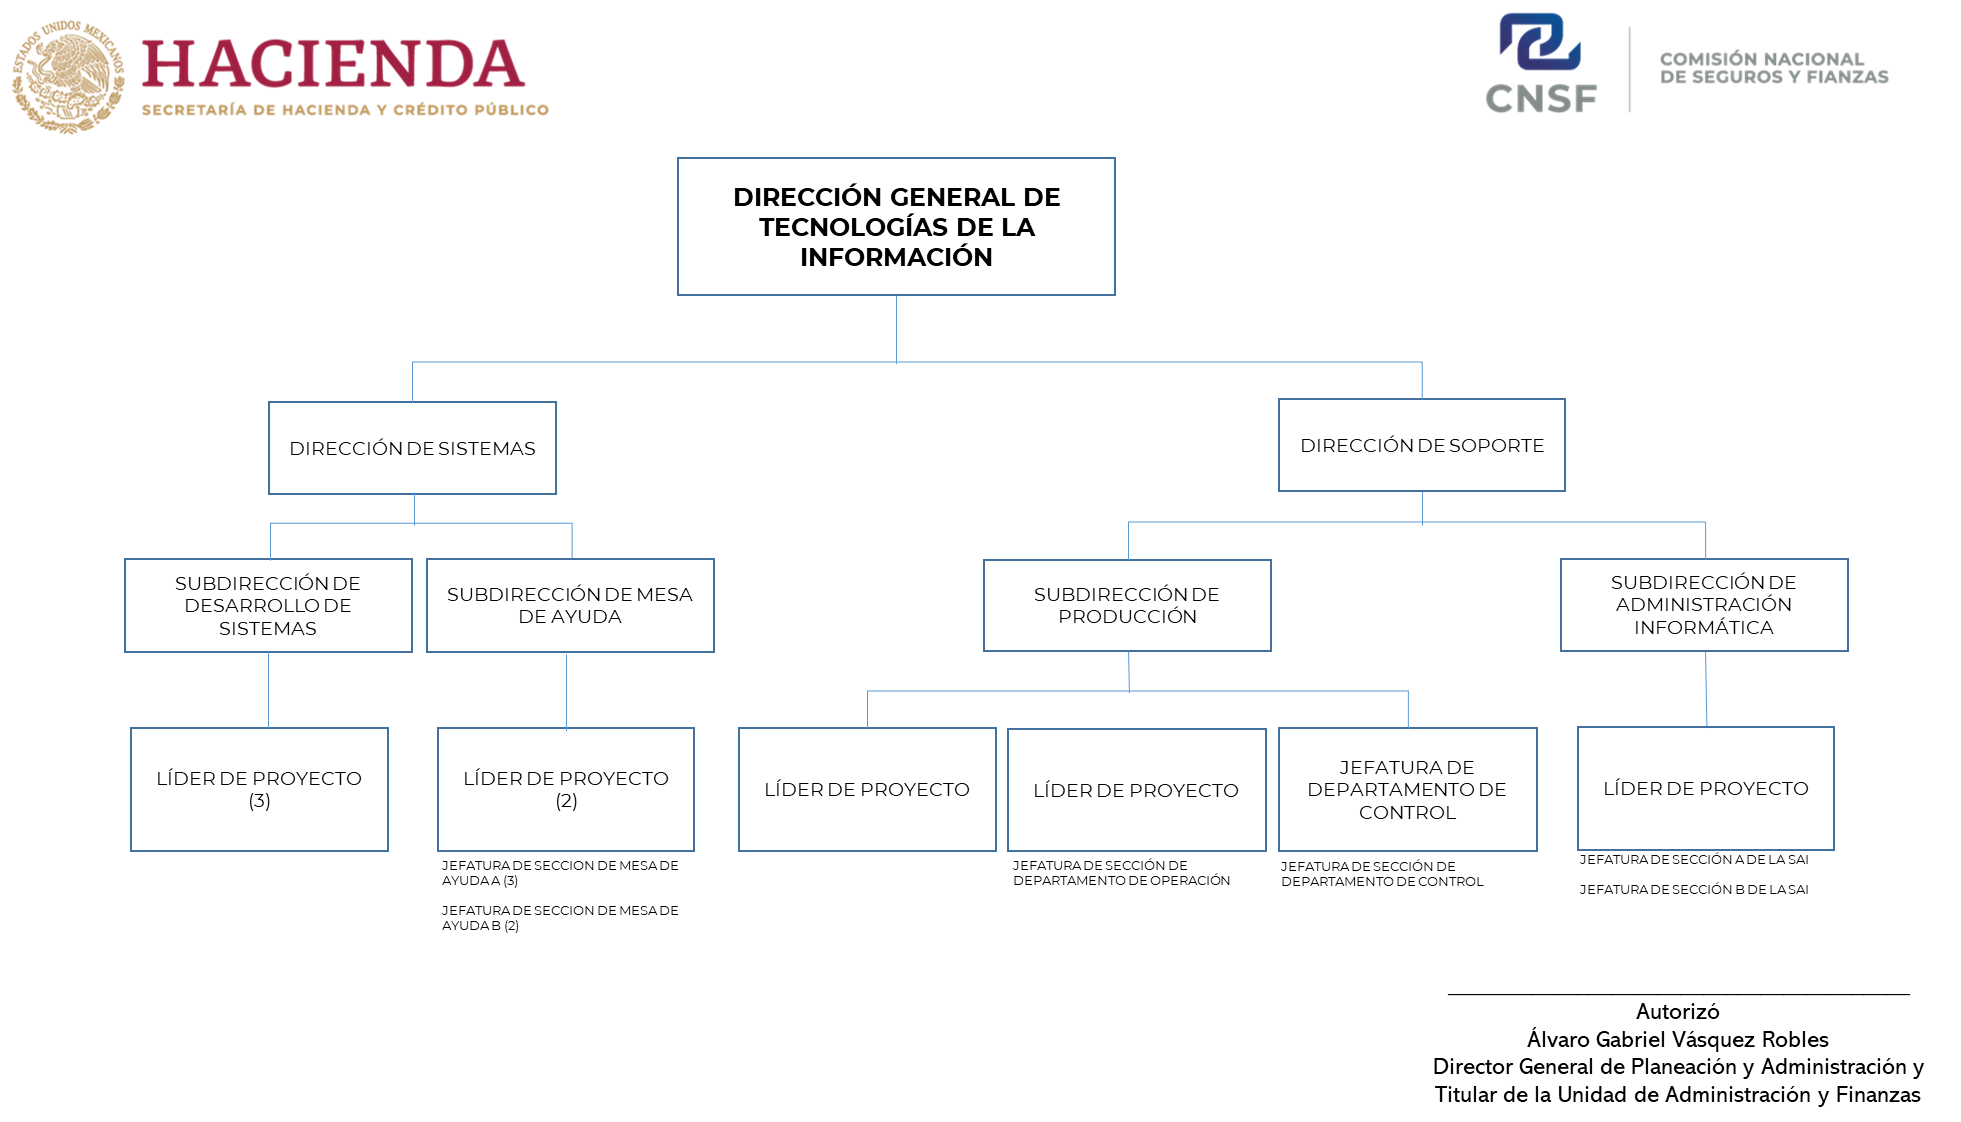 ESTADOS UNIDOS MEXICANOS
HACIENDA
SECRETARÍA DE HACIENDA Y CRÉDITO PÚBLICO
CNSF
COMISIÓN NACIONAL
DE SEGUROS Y FIANZAS
DIRECCIÓN GENERAL DE
TECNOLOGÍAS DE LA
INFORMACIÓN
DIRECCIÓN DE SISTEMAS
DIRECCIÓN DE SOPORTE
SUBDIRECCIÓN DE
DESARROLLO DE
SISTEMAS
SUBDIRECCIÓN DE MESA
DE AYUDA
SUBDIRECCIÓN DE
PRODUCCIÓN
SUBDIRECCIÓN DE
ADMINISTRACIÓN
INFORMÁTICA
LÍDER DE PROYECTO
(3)
LÍDER DE PROYECTO
(2)
LÍDER DE PROYECTO
LÍDER DE PROYECTO
JEFATURA DE
DEPARTAMENTO DE
CONTROL
LÍDER DE PROYECTO
JEFATURA DE SECCION DE MESA DE
AYUDA A (3)
JEFATURA DE SECCION DE MESA DE
AYUDA B (2)
JEFATURA DE SECCIÓN DE
DEPARTAMENTO DE OPERACIÓN
JEFATURA DE SECCIÓN DE
DEPARTAMENTO DE CONTROL
JEFATURA DE SECCIÓN A DE LA SAI
JEFATURA DE SECCIÓN B DE LA SAI
Autorizó
Álvaro Gabriel Vásquez Robles
Director General de Planeación y Administración y
Titular de la Unidad de Administración y Finanzas